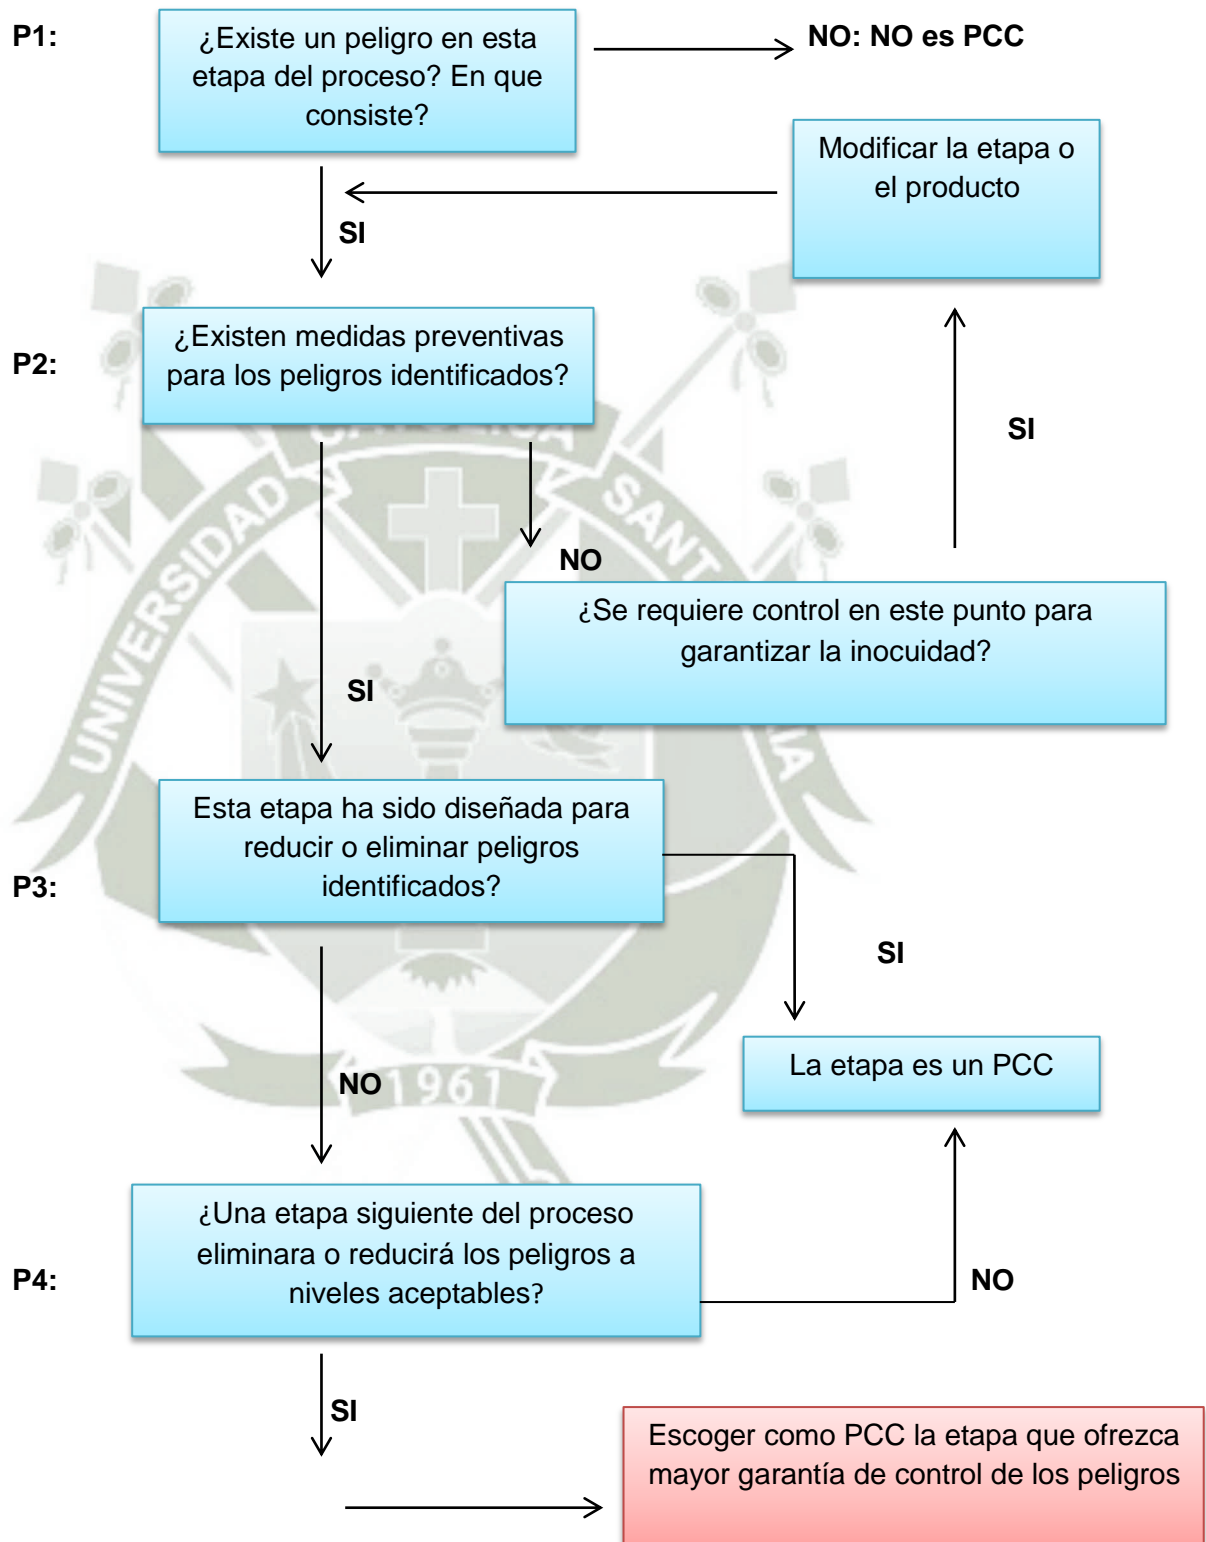 P1:
¿Existe un peligro en esta
etapa del proceso? En que
consiste?
NO: NO es PCC
Modificar la etapa o
el producto
SI
P2:
¿Existen medidas preventivas
para los peligros identificados?
SI
NO
¿Se requiere control en este punto para
garantizar la inocuidad?
SI
Esta etapa ha sido diseñada para
reducir o eliminar peligros
identificados?
P3:
SI
La etapa es un PCC
NO
¿Una etapa siguiente del proceso
eliminara o reducirá los peligros a
niveles aceptables?
P4:
NO
SI
Escoger como PCC la etapa que ofrezca
mayor garantía de control de los peligros
UNIVERSIDAD
1961